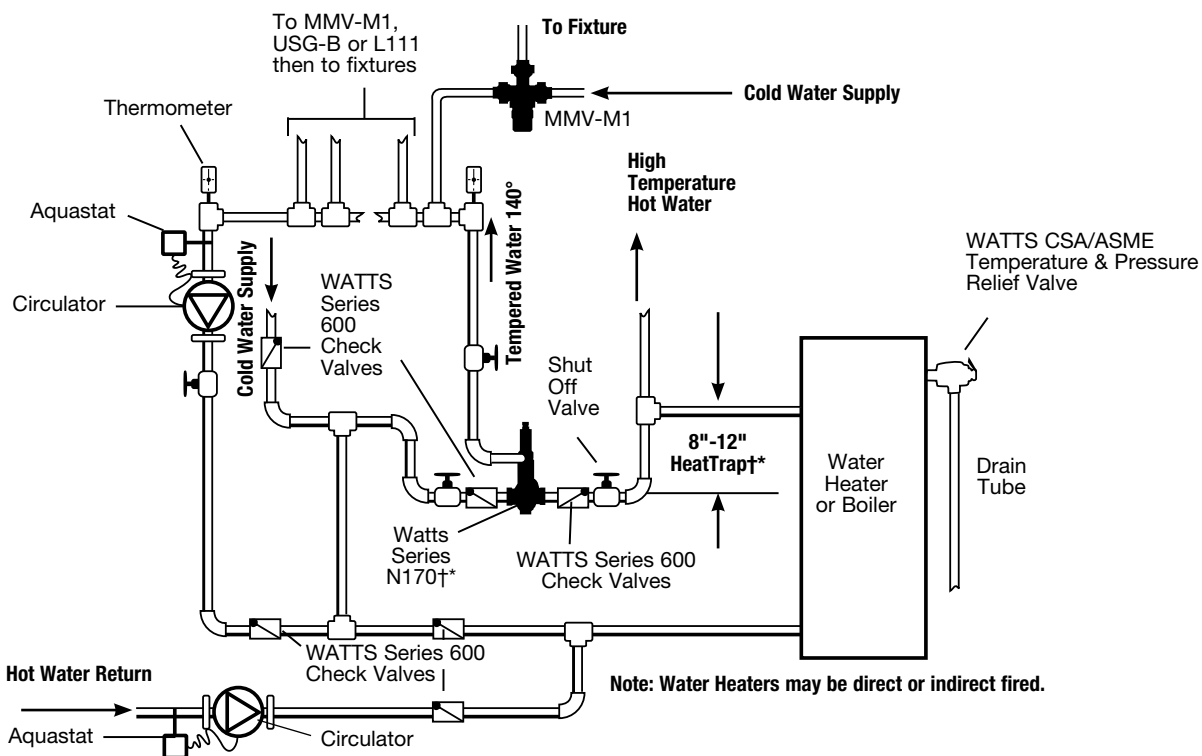 To MMV-M1,
USG-B or L111
then to fixtures
To Fixture
Cold Water Supply
MMV-M1
Thermometer
High
Temperature
Hot Water
Aquastat
Tempered Water 140°
Cold Water Supply
WATTS
Series
600
Check
Valves
WATTS CSA/ASME
Temperature & Pressure
Relief Valve
Circulator
Shut
Off
Valve
8"-12"
HeatTrap†*
Water
Heater
or Boiler
Drain
Tube
Watts
Series
N170†*
WATTS Series 600
Check Valves
WATTS Series 600
Check Valves
Hot Water Return
Note: Water Heaters may be direct or indirect fired.
Aquastat
Circulator